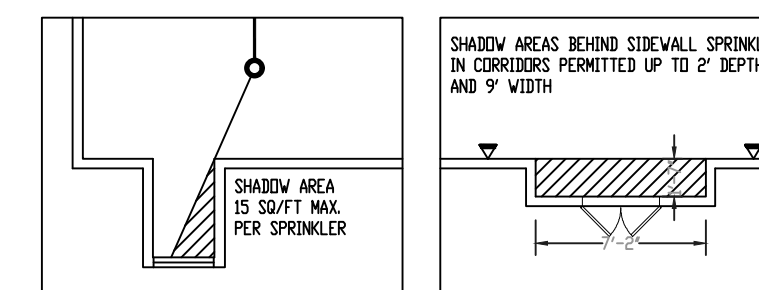 SHADOW AREA
15 SQ/FT MAX.
PER SPRINKLER
SHADOW AREAS BEHIND SIDEWALL SPRINKL
IN CORRIDORS PERMITTED UP TO 2' DEPTH
AND 9' WIDTH
7'-2"